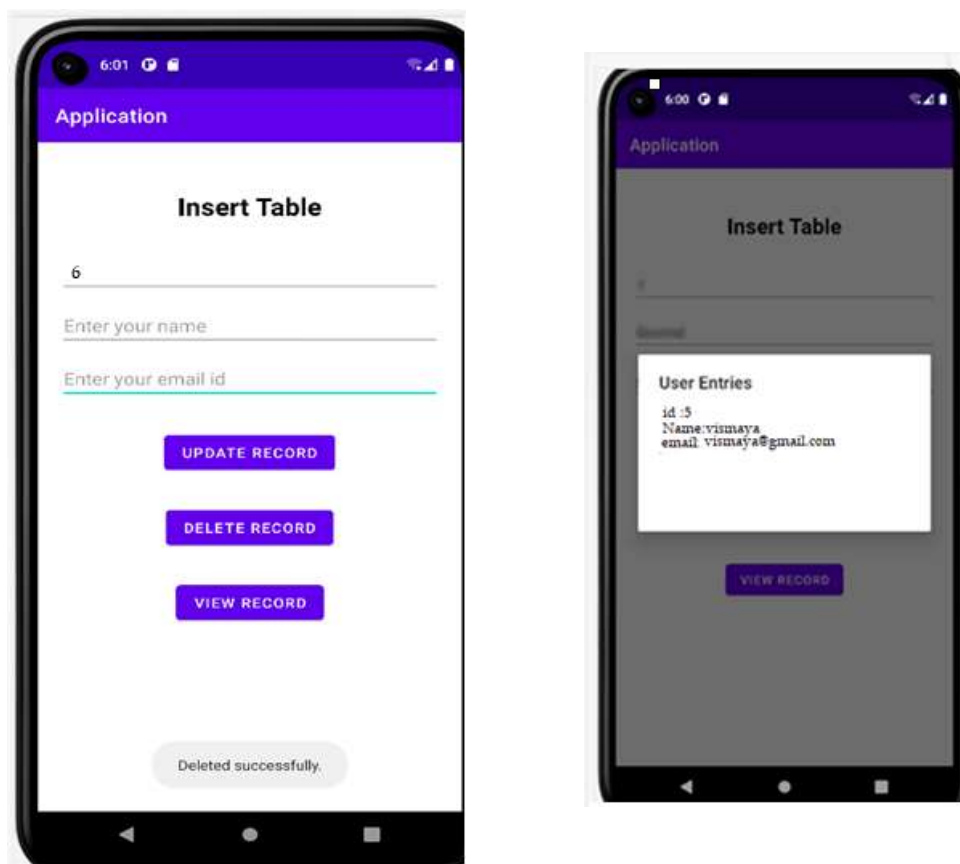 6:01
Application
Insert Table
6
Enter your name
Enter your email id
UPDATE RECORD
DELETE RECORD
VIEW RECORD
Deleted successfully.
6:00
Application
Insert Table
User Entries
id :5
Name:vismaya
email: vismaya@gmail.com
VIEW RECORD